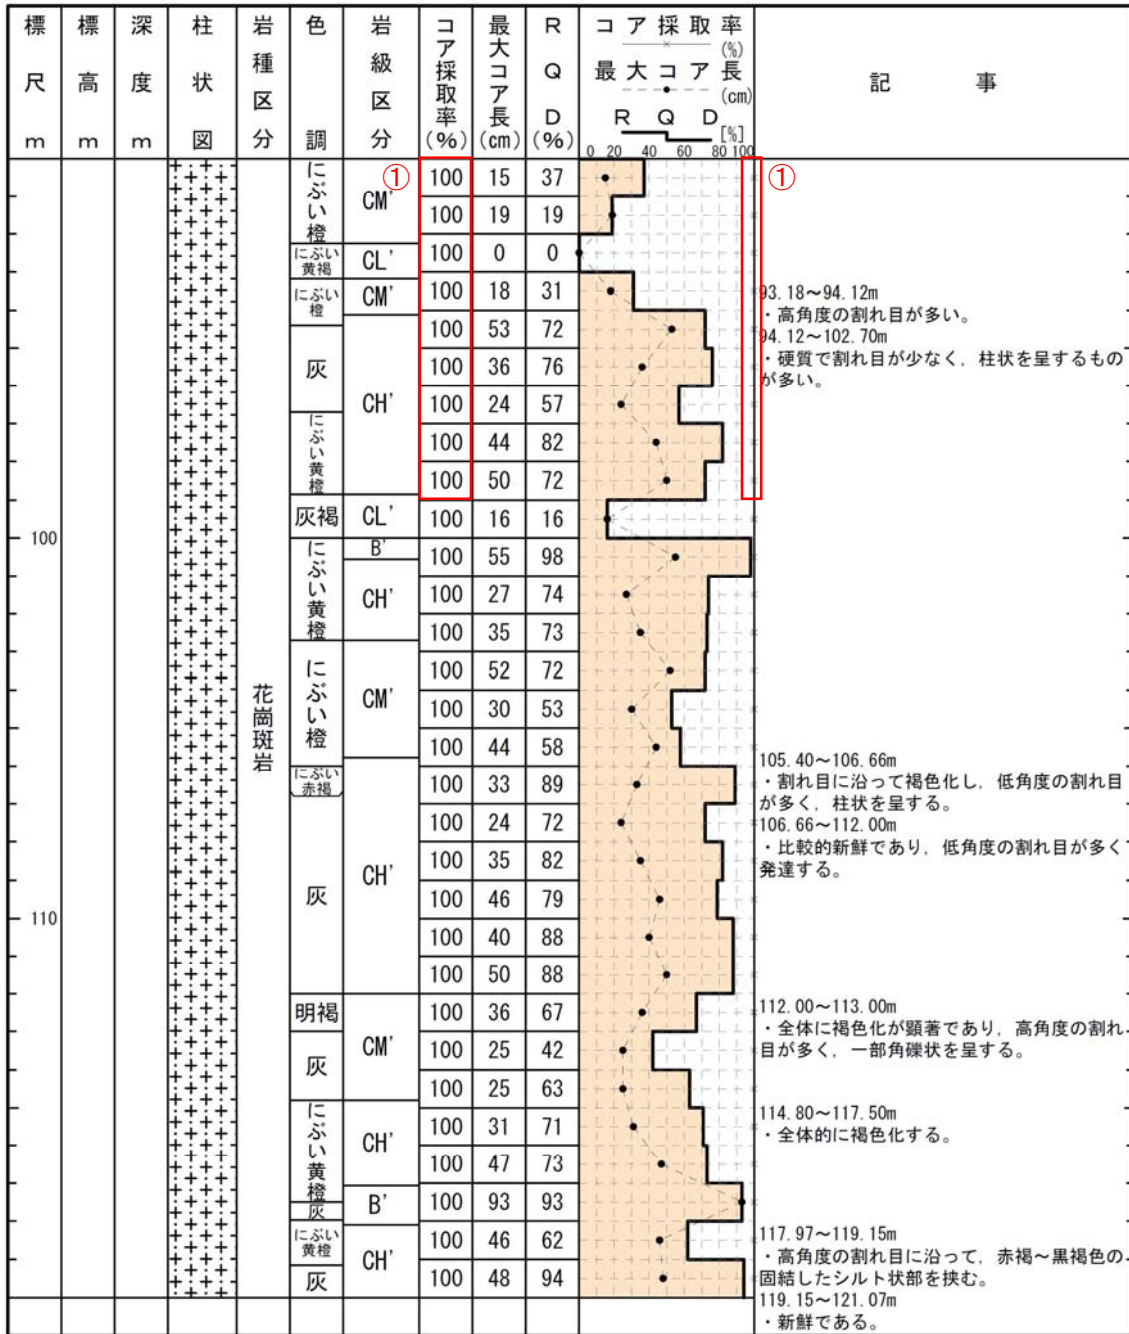 標尺m
標高m
深度m
柱状図
岩種区分
色調
岩級区分
コア採取率(%)
最大コア長(cm)
RQD(%)
コア採取率(%)
最大コア長(cm)
RQD[%]
0 20 40 60 80 100
記事
① ①
にぶい橙 CM' 100 15 37
100 19 19
にぶい黄褐 CL' 100 0 0
にぶい橙 CM' 100 18 31
93.18～94.12m
・高角度の割れ目が多い。
灰 CH' 100 53 72
94.12～102.70m
・硬質で割れ目が少なく，柱状を呈するもの
が多い。
100 36 76
100 24 57
にぶい黄橙 100 44 82
100 50 72
灰褐 CL' 100 16 16
100
にぶい黄橙 B' 100 55 98
CH' 100 27 74
100 35 73
にぶい橙 CM' 100 52 72
花崗斑岩
100 30 53
100 44 58
105.40～106.66m
・割れ目に沿って褐色化し，低角度の割れ目
が多く，柱状を呈する。
にぶい赤褐 CH' 100 33 89
106.66～112.00m
・比較的新鮮であり，低角度の割れ目が多く
発達する。
灰 100 24 72
100 35 82
100 46 79
110
100 40 88
100 50 88
明褐 CM' 100 36 67
112.00～113.00m
・全体に褐色化が顕著であり，高角度の割れ
目が多く，一部角礫状を呈する。
灰 100 25 42
100 25 63
にぶい黄橙 CH' 100 31 71
114.80～117.50m
・全体的に褐色化する。
100 47 73
灰 B' 100 93 93
にぶい黄橙 CH' 100 46 62
117.97～119.15m
・高角度の割れ目に沿って，赤褐～黒褐色の
固結したシルト状部を挟む。
灰 100 48 94
119.15～121.07m
・新鮮である。